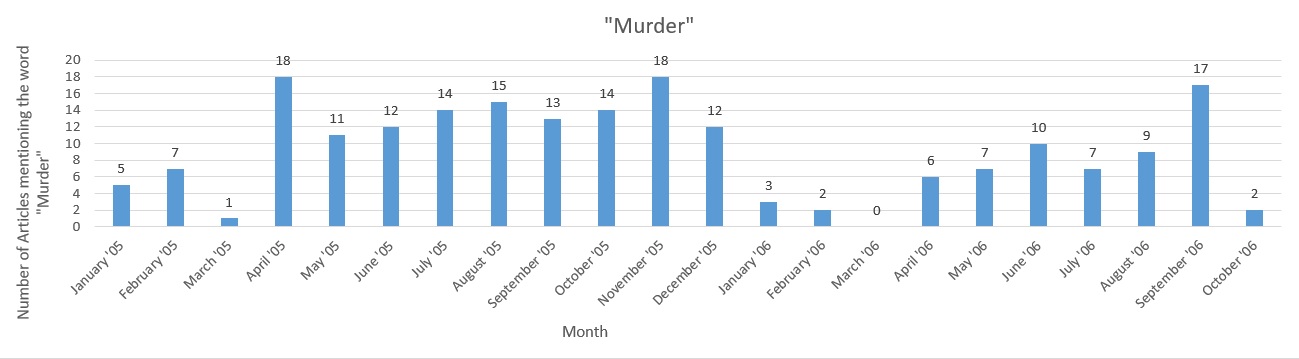 "Murder"
Number of Articles mentioning the word
"Murder"
20
18
16
14
12
10
8
6
4
2
0
5
7
1
18
11
12
14
15
13
14
18
12
3
2
0
6
7
10
7
9
17
2
January '05
February '05
March '05
April '05
May '05
June '05
July '05
August '05
September '05
October '05
November '05
December '05
January '06
February '06
March '06
April '06
May '06
June '06
July '06
August '06
September '06
October '06
Month